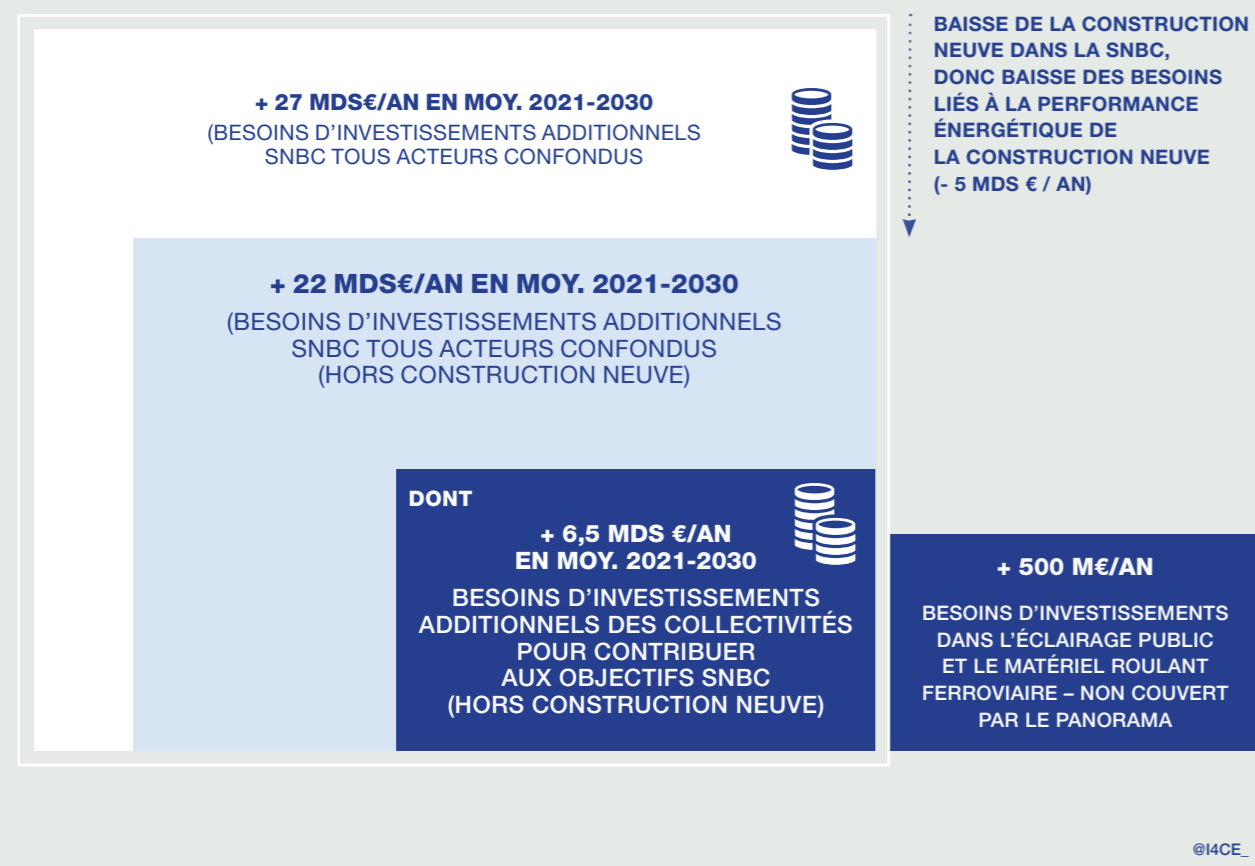 + 27 MDS€/AN EN MOY. 2021-2030
(BESOINS D’INVESTISSEMENTS ADDITIONNELS
SNBC TOUS ACTEURS CONFONDUS
BAISSE DE LA CONSTRUCTION
NEUVE DANS LA SNBC,
DONC BAISSE DES BESOINS
LIÉS À LA PERFORMANCE
ÉNERGÉTIQUE DE
LA CONSTRUCTION NEUVE
(- 5 MDS € / AN)
+ 22 MDS€/AN EN MOY. 2021-2030
(BESOINS D’INVESTISSEMENTS ADDITIONNELS
SNBC TOUS ACTEURS CONFONDUS
(HORS CONSTRUCTION NEUVE)
DONT
+ 6,5 MDS €/AN
EN MOY. 2021-2030
BESOINS D’INVESTISSEMENTS
ADDITIONNELS DES COLLECTIVITÉS
POUR CONTRIBUER
AUX OBJECTIFS SNBC
(HORS CONSTRUCTION NEUVE)
+ 500 M€/AN
BESOINS D’INVESTISSEMENTS
DANS L’ÉCLAIRAGE PUBLIC
ET LE MATÉRIEL ROULANT
FERROVIAIRE – NON COUVERT
PAR LE PANORAMA
@I4CE_